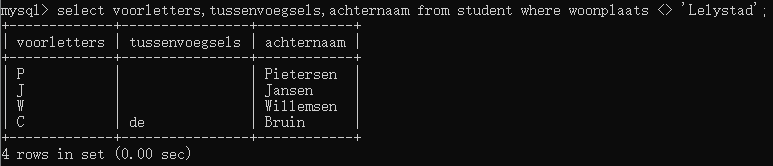 mysql> select voorletters,tussenvoegsels,achternaam from student where woonplaats <> 'Lelystad';
+-------------+----------------+------------+
| voorletters | tussenvoegsels | achternaam |
+-------------+----------------+------------+
| P           |                | Pietersen  |
| J           |                | Jansen     |
| W           |                | Willemsen  |
| C           | de             | Bruin      |
+-------------+----------------+------------+
4 rows in set (0.00 sec)